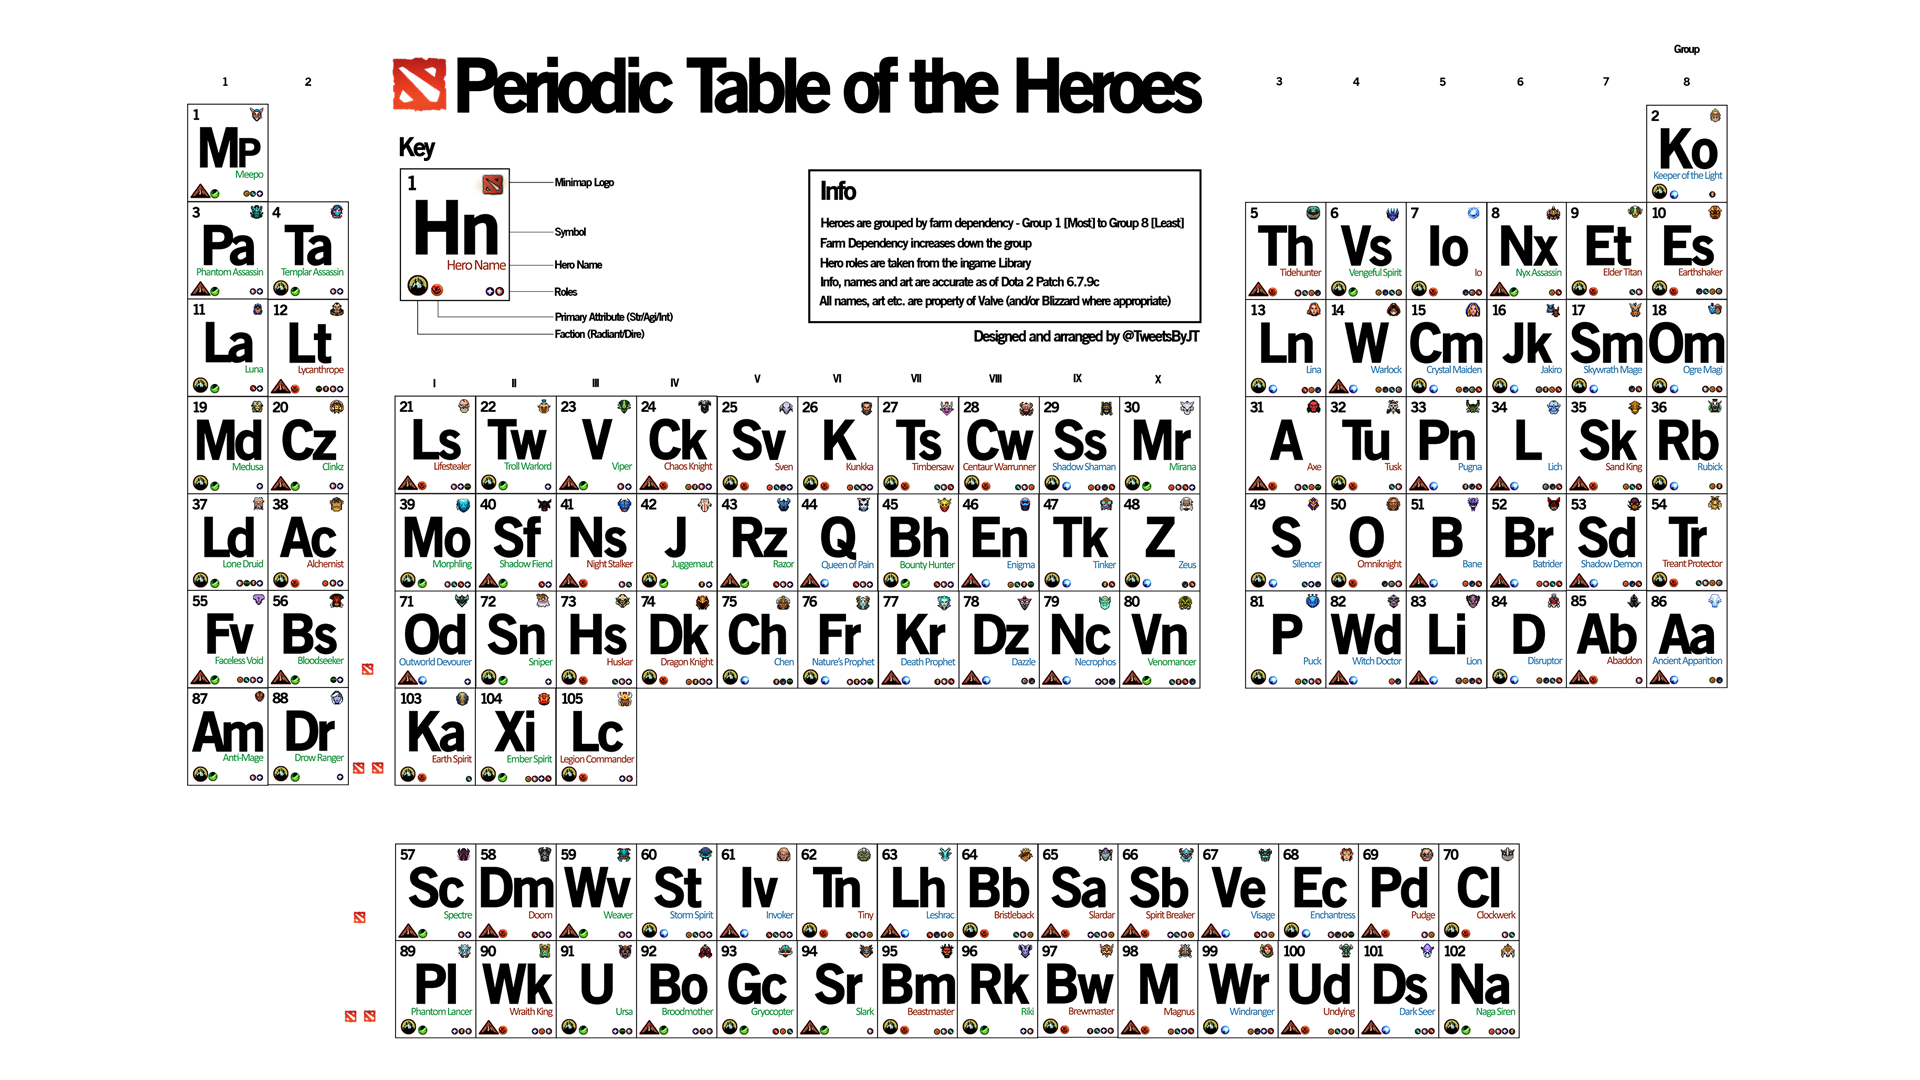 Group
1 2 3 4 5 6 7 8
Periodic Table of the Heroes
Key
1
Hn
Hero Name
Minimap Logo
Symbol
Hero Name
Roles
Primary Attribute (Str/Agi/Int)
Faction (Radiant/Dire)
Info
Heroes are grouped by farm dependency - Group 1 [Most] to Group 8 [Least]
Farm Dependency increases down the group
Hero roles are taken from the ingame Library
Info, names and art are accurate as of Dota 2 Patch 6.7.9c
All names, art etc. are property of Valve (and/or Blizzard where appropriate)
Designed and arranged by @TweetsByJT
1 2
Mp Ko
Meepo Keeper of the Light
3 4 5 6 7 8 9 10
Pa Ta Th Vs Io Nx Et Es
Phantom Assassin Templar Assassin Tidehunter Vengeful Spirit Io Nyx Assassin Elder Titan Earthshaker
11 12 13 14 15 16 17 18
La Lt Ln W Cm Jk Sm Om
Luna Lycanthrope Lina Warlock Crystal Maiden Jakiro Skywrath Mage Ogre Magi
I II III IV V VI VII VIII IX X
19 20 21 22 23 24 25 26 27 28 29 30 31 32 33 34 35 36
Md Cz Ls Tw V Ck Sv K Ts Cw Ss Mr A Tu Pn L Sk Rb
Medusa Clinkz Lifestealer Troll Warlord Viper Chaos Knight Sven Kunkka Timbersaw Centaur Warrunner Shadow Shaman Mirana Axe Tusk Pugna Lich Sand King Rubick
37 38 39 40 41 42 43 44 45 46 47 48 49 50 51 52 53 54
Ld Ac Mo Sf Ns J Rz Q Bh En Tk Z S O B Br Sd Tr
Lone Druid Alchemist Morphling Shadow Fiend Night Stalker Juggernaut Razor Queen of Pain Bounty Hunter Enigma Tinker Zeus Silencer Omniknight Bane Batrider Shadow Demon Treant Protector
55 56 71 72 73 74 75 76 77 78 79 80 81 82 83 84 85 86
Fv Bs Od Sn Hs Dk Ch Fr Kr Dz Nc Vn P Wd Li D Ab Aa
Faceless Void Bloodseeker Outworld Devourer Sniper Huskar Dragon Knight Chen Nature's Prophet Death Prophet Dazzle Necrophos Venomancer Puck Witch Doctor Lion Disruptor Abaddon Ancient Apparition
87 88 103 104 105
Am Dr Ka Xi Lc
Anti-Mage Drow Ranger Earth Spirit Ember Spirit Legion Commander
57 58 59 60 61 62 63 64 65 66 67 68 69 70
Sc Dm Wv St Iv Tn Lh Bb Sa Sb Ve Ec Pd Cl
Spectre Doom Weaver Storm Spirit Invoker Tiny Leshrac Bristleback Slardar Spirit Breaker Visage Enchantress Pudge Clockwerk
89 90 91 92 93 94 95 96 97 98 99 100 101 102
Pl Wk U Bo Gc Sr Bm Rk Bw M Wr Ud Ds Na
Phantom Lancer Wraith King Ursa Broodmother Gryocopter Slark Beastmaster Riki Brewmaster Magnus Windranger Undying Dark Seer Naga Siren